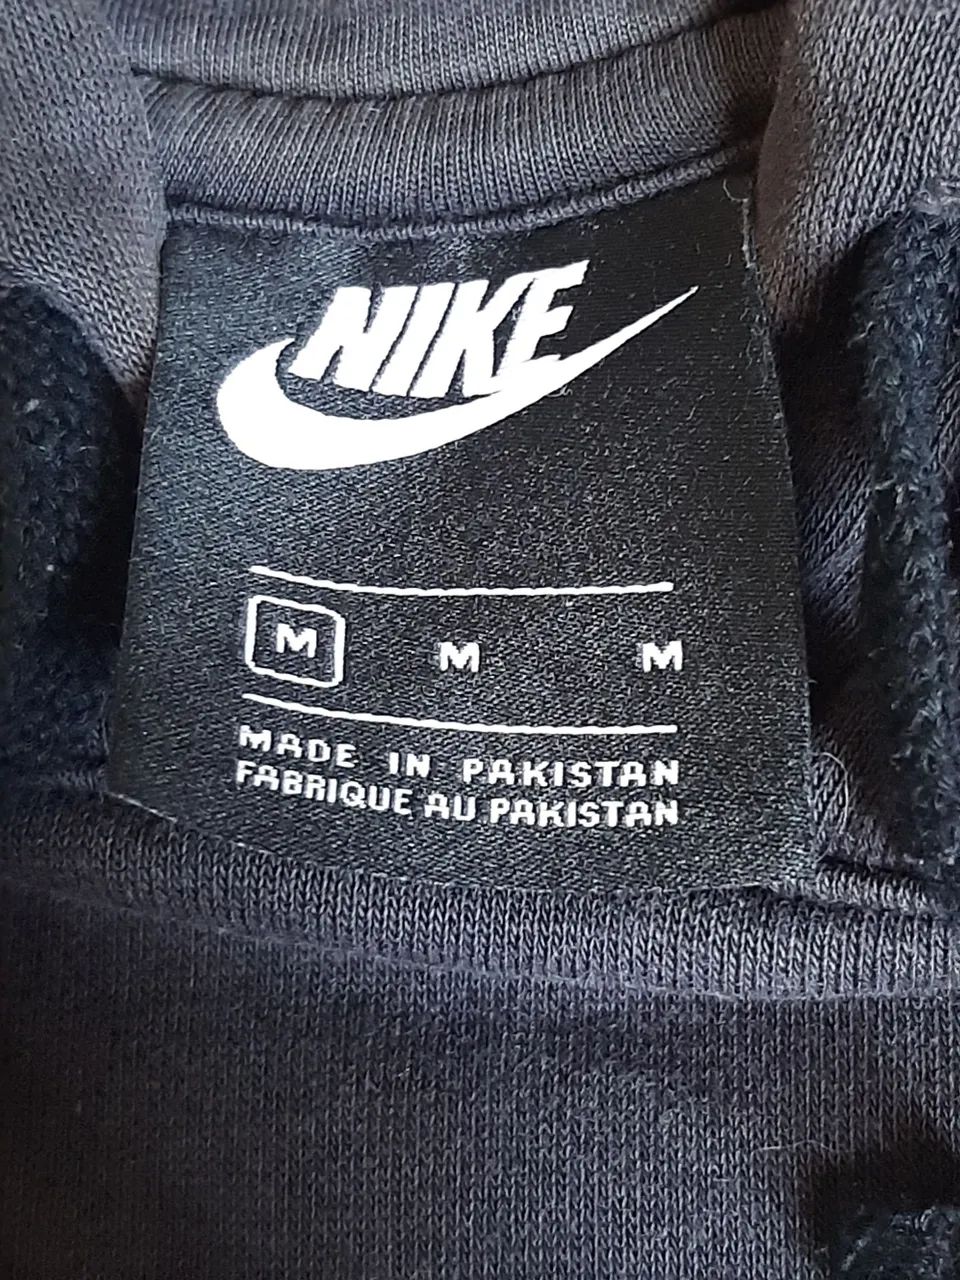 NIKE
M M M
MADE IN PAKISTAN
FABRIQUE AU PAKISTAN